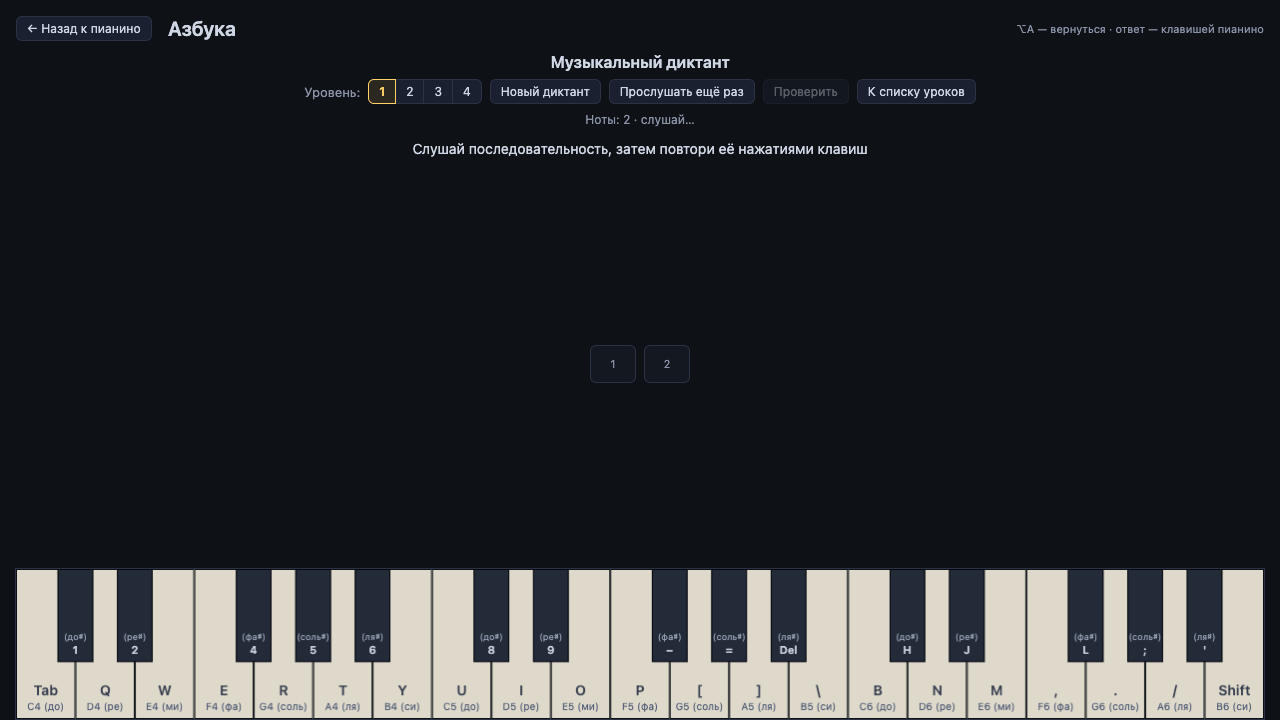 ← Назад к пианино Азбука ⌥A — вернуться · ответ — клавишей пианино
Музыкальный диктант
Уровень: 1 2 3 4 Новый диктант Прослушать ещё раз Проверить К списку уроков
Ноты: 2 · слушай…
Слушай последовательность, затем повтори её нажатиями клавиш
1 2
(до#) (ре#) (фа#) (соль#) (ля#) (до#) (ре#) (фа#) (соль#) (ля#) (до#) (ре#) (фа#) (соль#) (ля#)
1 2 4 5 6 8 9 – = Del H J L ; '
Tab Q W E R T Y U I O P [ ] \ B N M , . / Shift
C4 (до) D4 (ре) E4 (ми) F4 (фа) G4 (соль) A4 (ля) B4 (си) C5 (до) D5 (ре) E5 (ми) F5 (фа) G5 (соль) A5 (ля) B5 (си) C6 (до) D6 (ре) E6 (ми) F6 (фа) G6 (соль) A6 (ля) B6 (си)